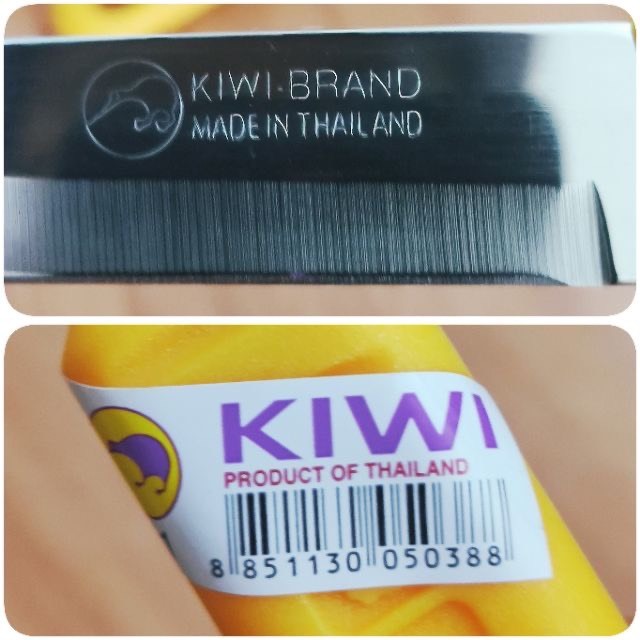 KIWI-BRAND
MADE IN THAILAND
KIWI
PRODUCT OF THAILAND
8 851130 050388